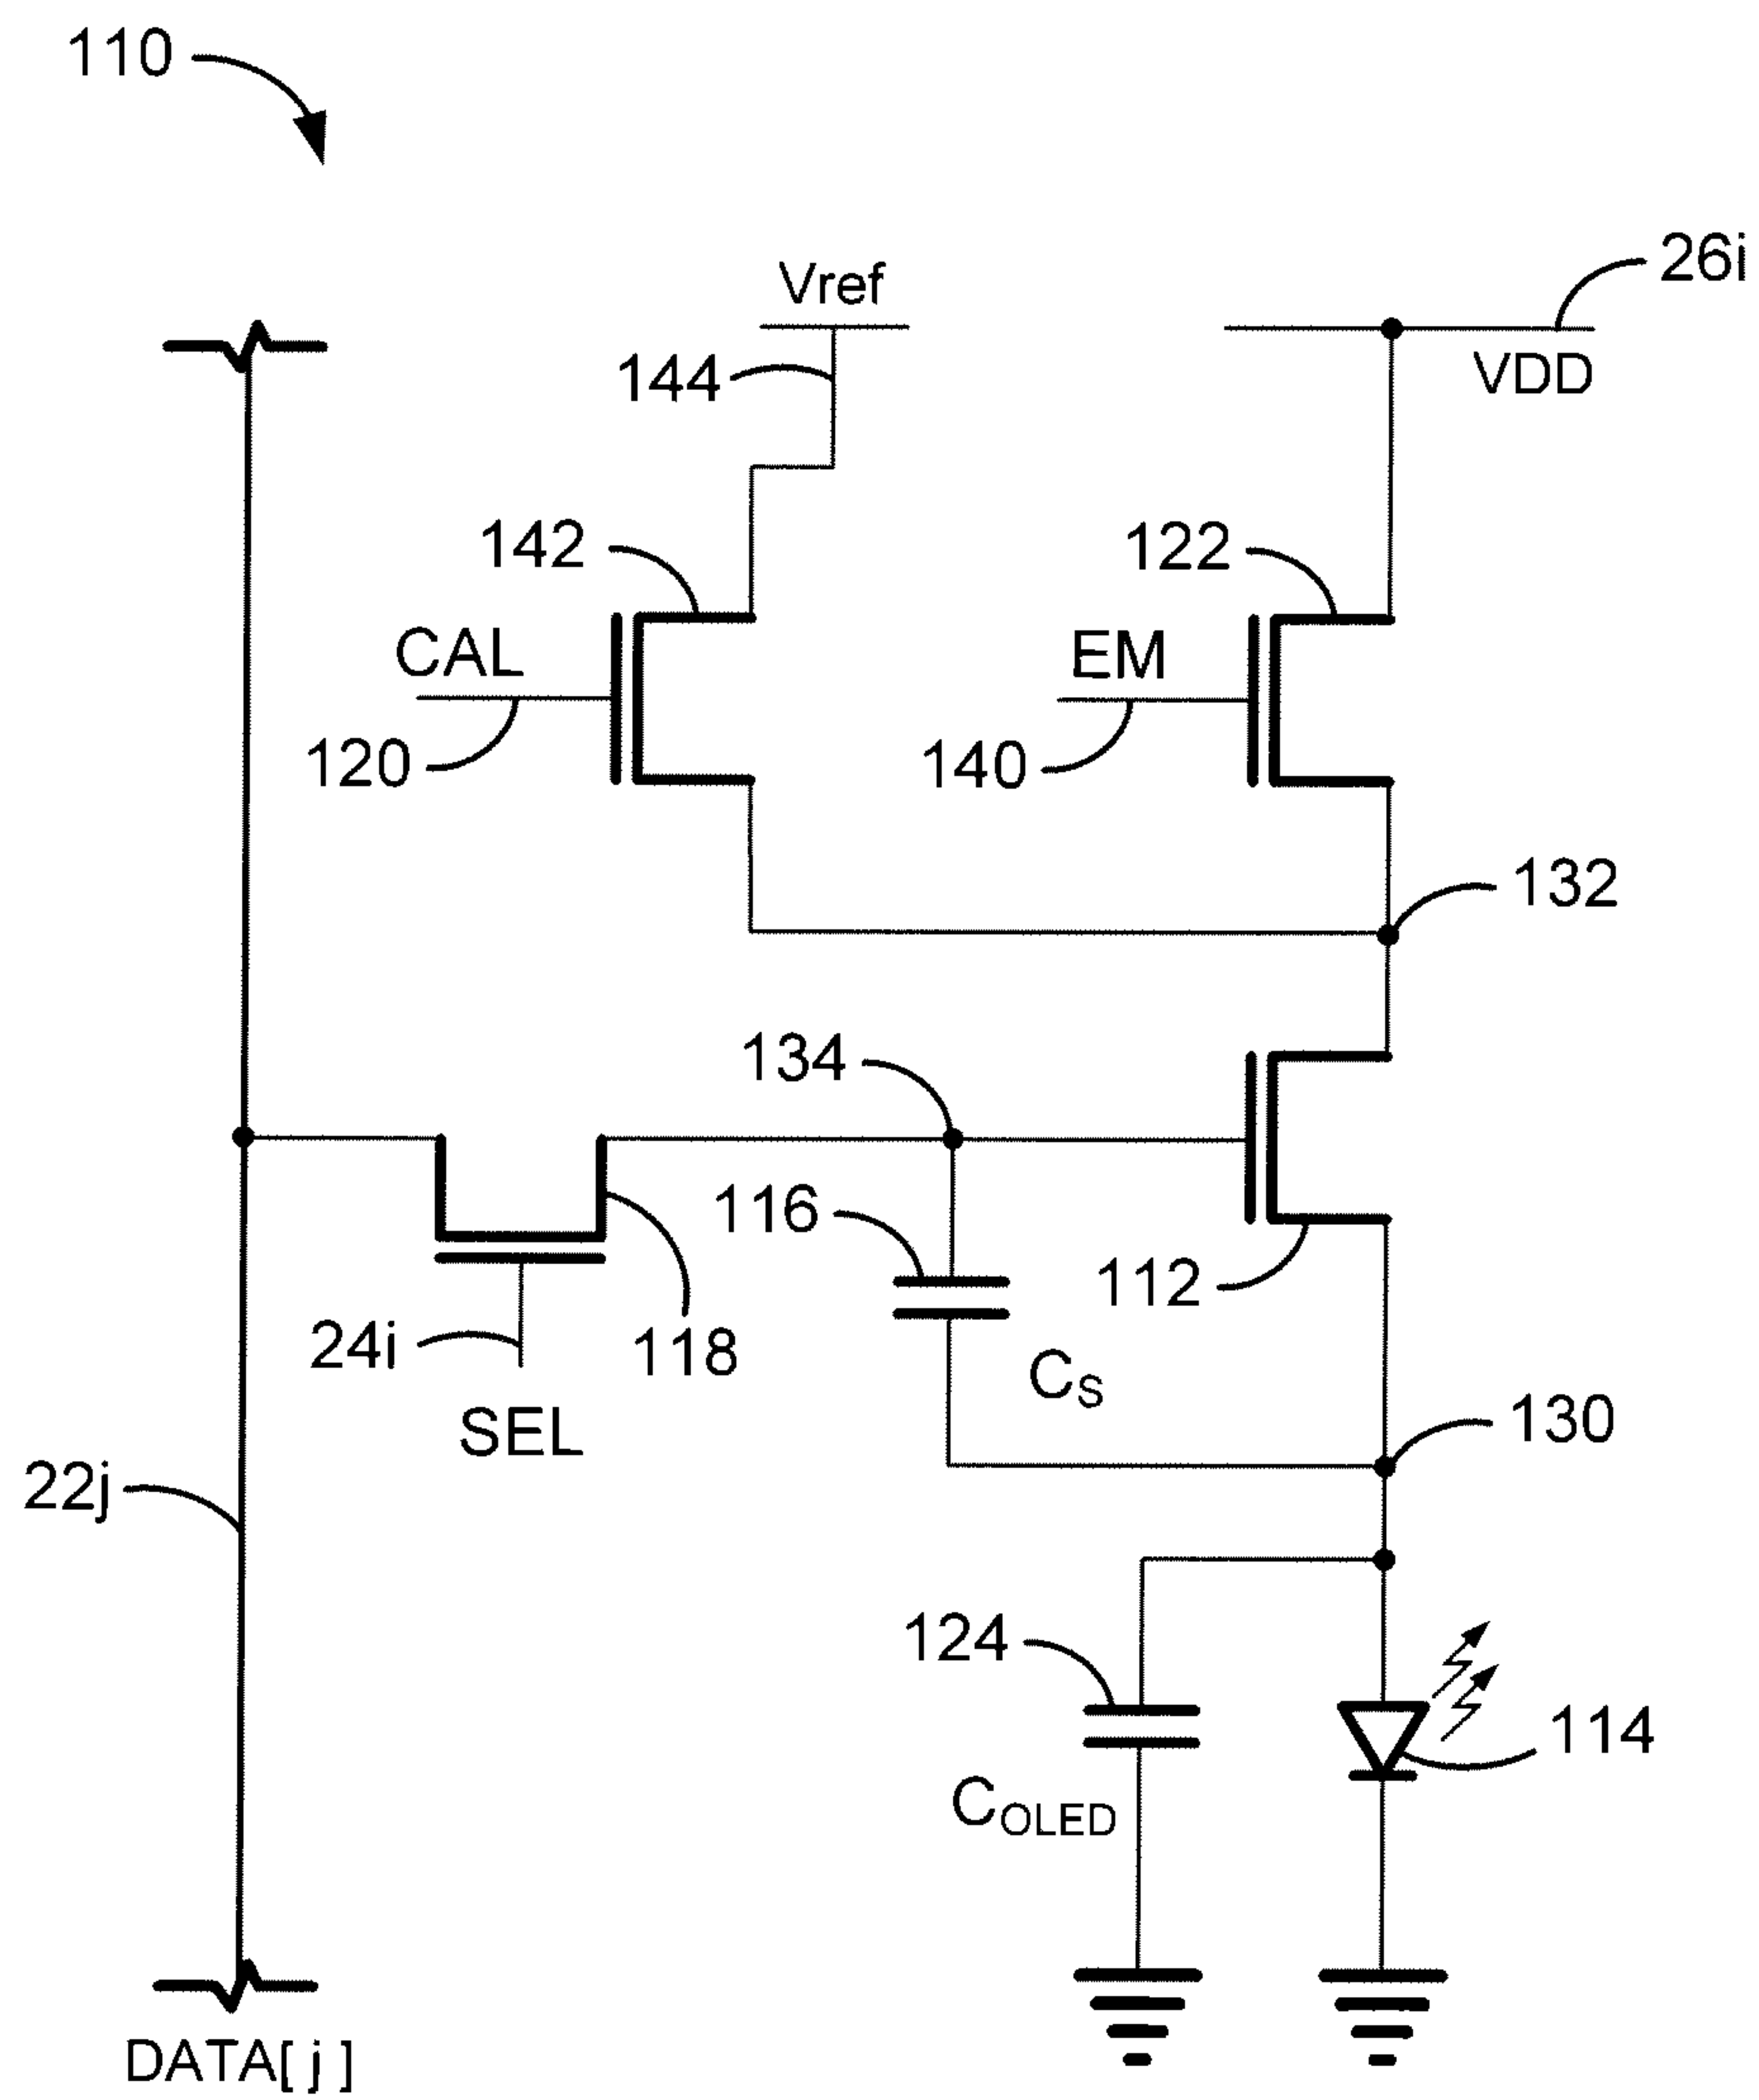 110
26i
Vref
VDD
144
142
122
CAL
EM
120
140
132
134
116
112
24i
118
CS
SEL
130
22j
124
114
COLED
DATA[ j ]